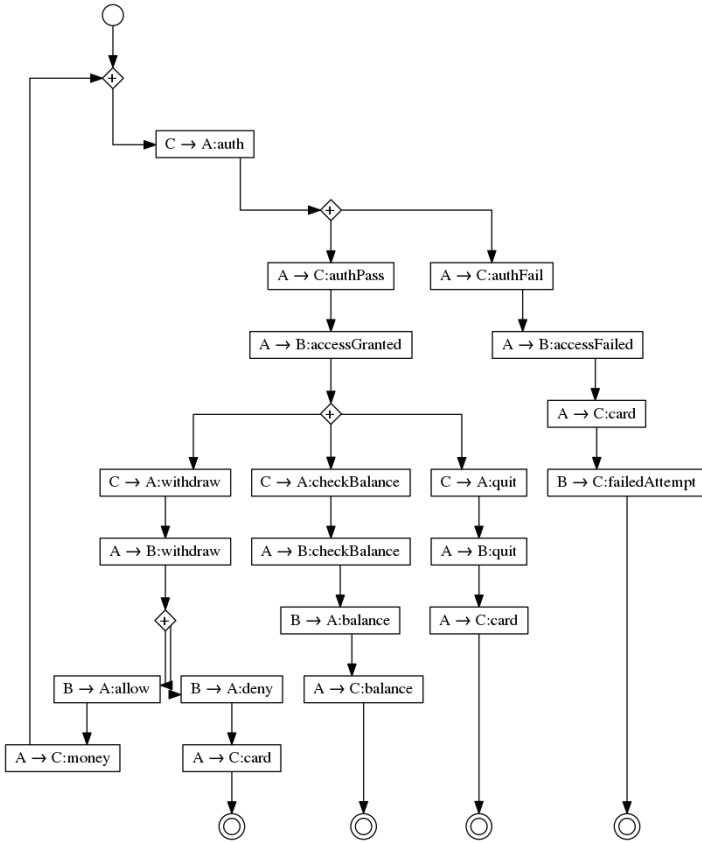 +
C → A:auth
+
A → C:authPass
A → C:authFail
A → B:accessGranted
A → B:accessFailed
+
A → C:card
C → A:withdraw
C → A:checkBalance
C → A:quit
B → C:failedAttempt
A → B:withdraw
A → B:checkBalance
A → B:quit
+
B → A:balance
A → C:card
B → A:allow
B → A:deny
A → C:balance
A → C:money
A → C:card